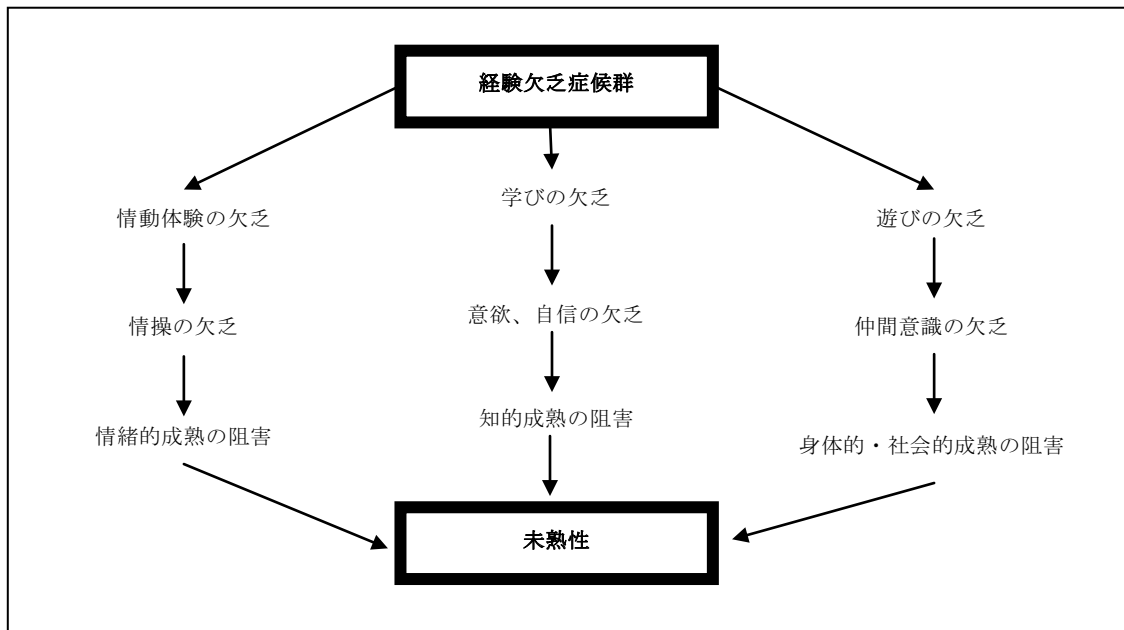 経験欠乏症候群
情動体験の欠乏
学びの欠乏
遊びの欠乏
情操の欠乏
意欲、自信の欠乏
仲間意識の欠乏
情緒的成熟の阻害
知的成熟の阻害
身体的・社会的成熟の阻害
未熟性